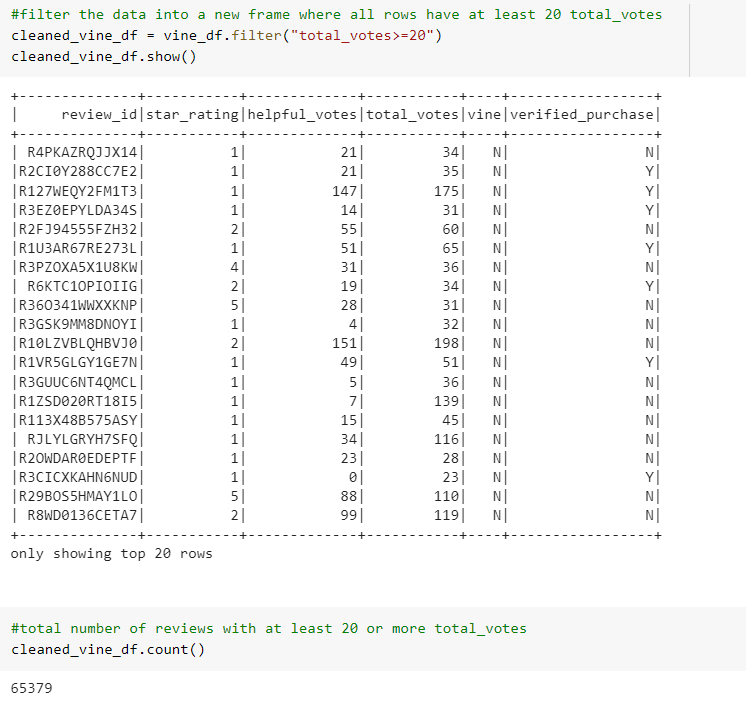 #filter the data into a new frame where all rows have at least 20 total_votes
cleaned_vine_df = vine_df.filter("total_votes>=20")
cleaned_vine_df.show()
+--------------+-----------+-------------+-----------+----+-----------------+
|     review_id|star_rating|helpful_votes|total_votes|vine|verified_purchase|
+--------------+-----------+-------------+-----------+----+-----------------+
| R4PKAZRQJJX14|          1|           21|         34|   N|                N|
|R2CI0Y288CC7E2|          1|           21|         35|   N|                Y|
|R127WEQY2FM1T3|          1|          147|        175|   N|                Y|
|R3EZ0EPYLDA34S|          1|           14|         31|   N|                Y|
|R2FJ94555FZH32|          2|           55|         60|   N|                N|
|R1U3AR67RE273L|          1|           51|         65|   N|                Y|
|R3PZOXA5X1U8KW|          4|           31|         36|   N|                N|
| R6KTC1OPIOIIG|          2|           19|         34|   N|                Y|
|R36O341WWXXKNP|          5|           28|         31|   N|                N|
|R3GSK9MM8DNOYI|          1|            4|         32|   N|                N|
|R10LZVBLQHBVJ0|          2|          151|        198|   N|                N|
|R1VR5GLGY1GE7N|          1|           49|         51|   N|                Y|
|R3GUUC6NT4QMCL|          1|            5|         36|   N|                N|
|R1ZSD020RT18I5|          1|            7|        139|   N|                N|
|R113X48B575ASY|          1|           15|         45|   N|                N|
| RJLYLGRYH7SFQ|          1|           34|        116|   N|                N|
|R2OWDAR0EDEPTF|          1|           23|         28|   N|                N|
|R3CICXKAHN6NUD|          1|            0|         23|   N|                Y|
|R29BOS5HMAY1LO|          5|           88|        110|   N|                N|
| R8WD0136CETA7|          2|           99|        119|   N|                N|
+--------------+-----------+-------------+-----------+----+-----------------+
only showing top 20 rows
#total number of reviews with at least 20 or more total_votes
cleaned_vine_df.count()
65379